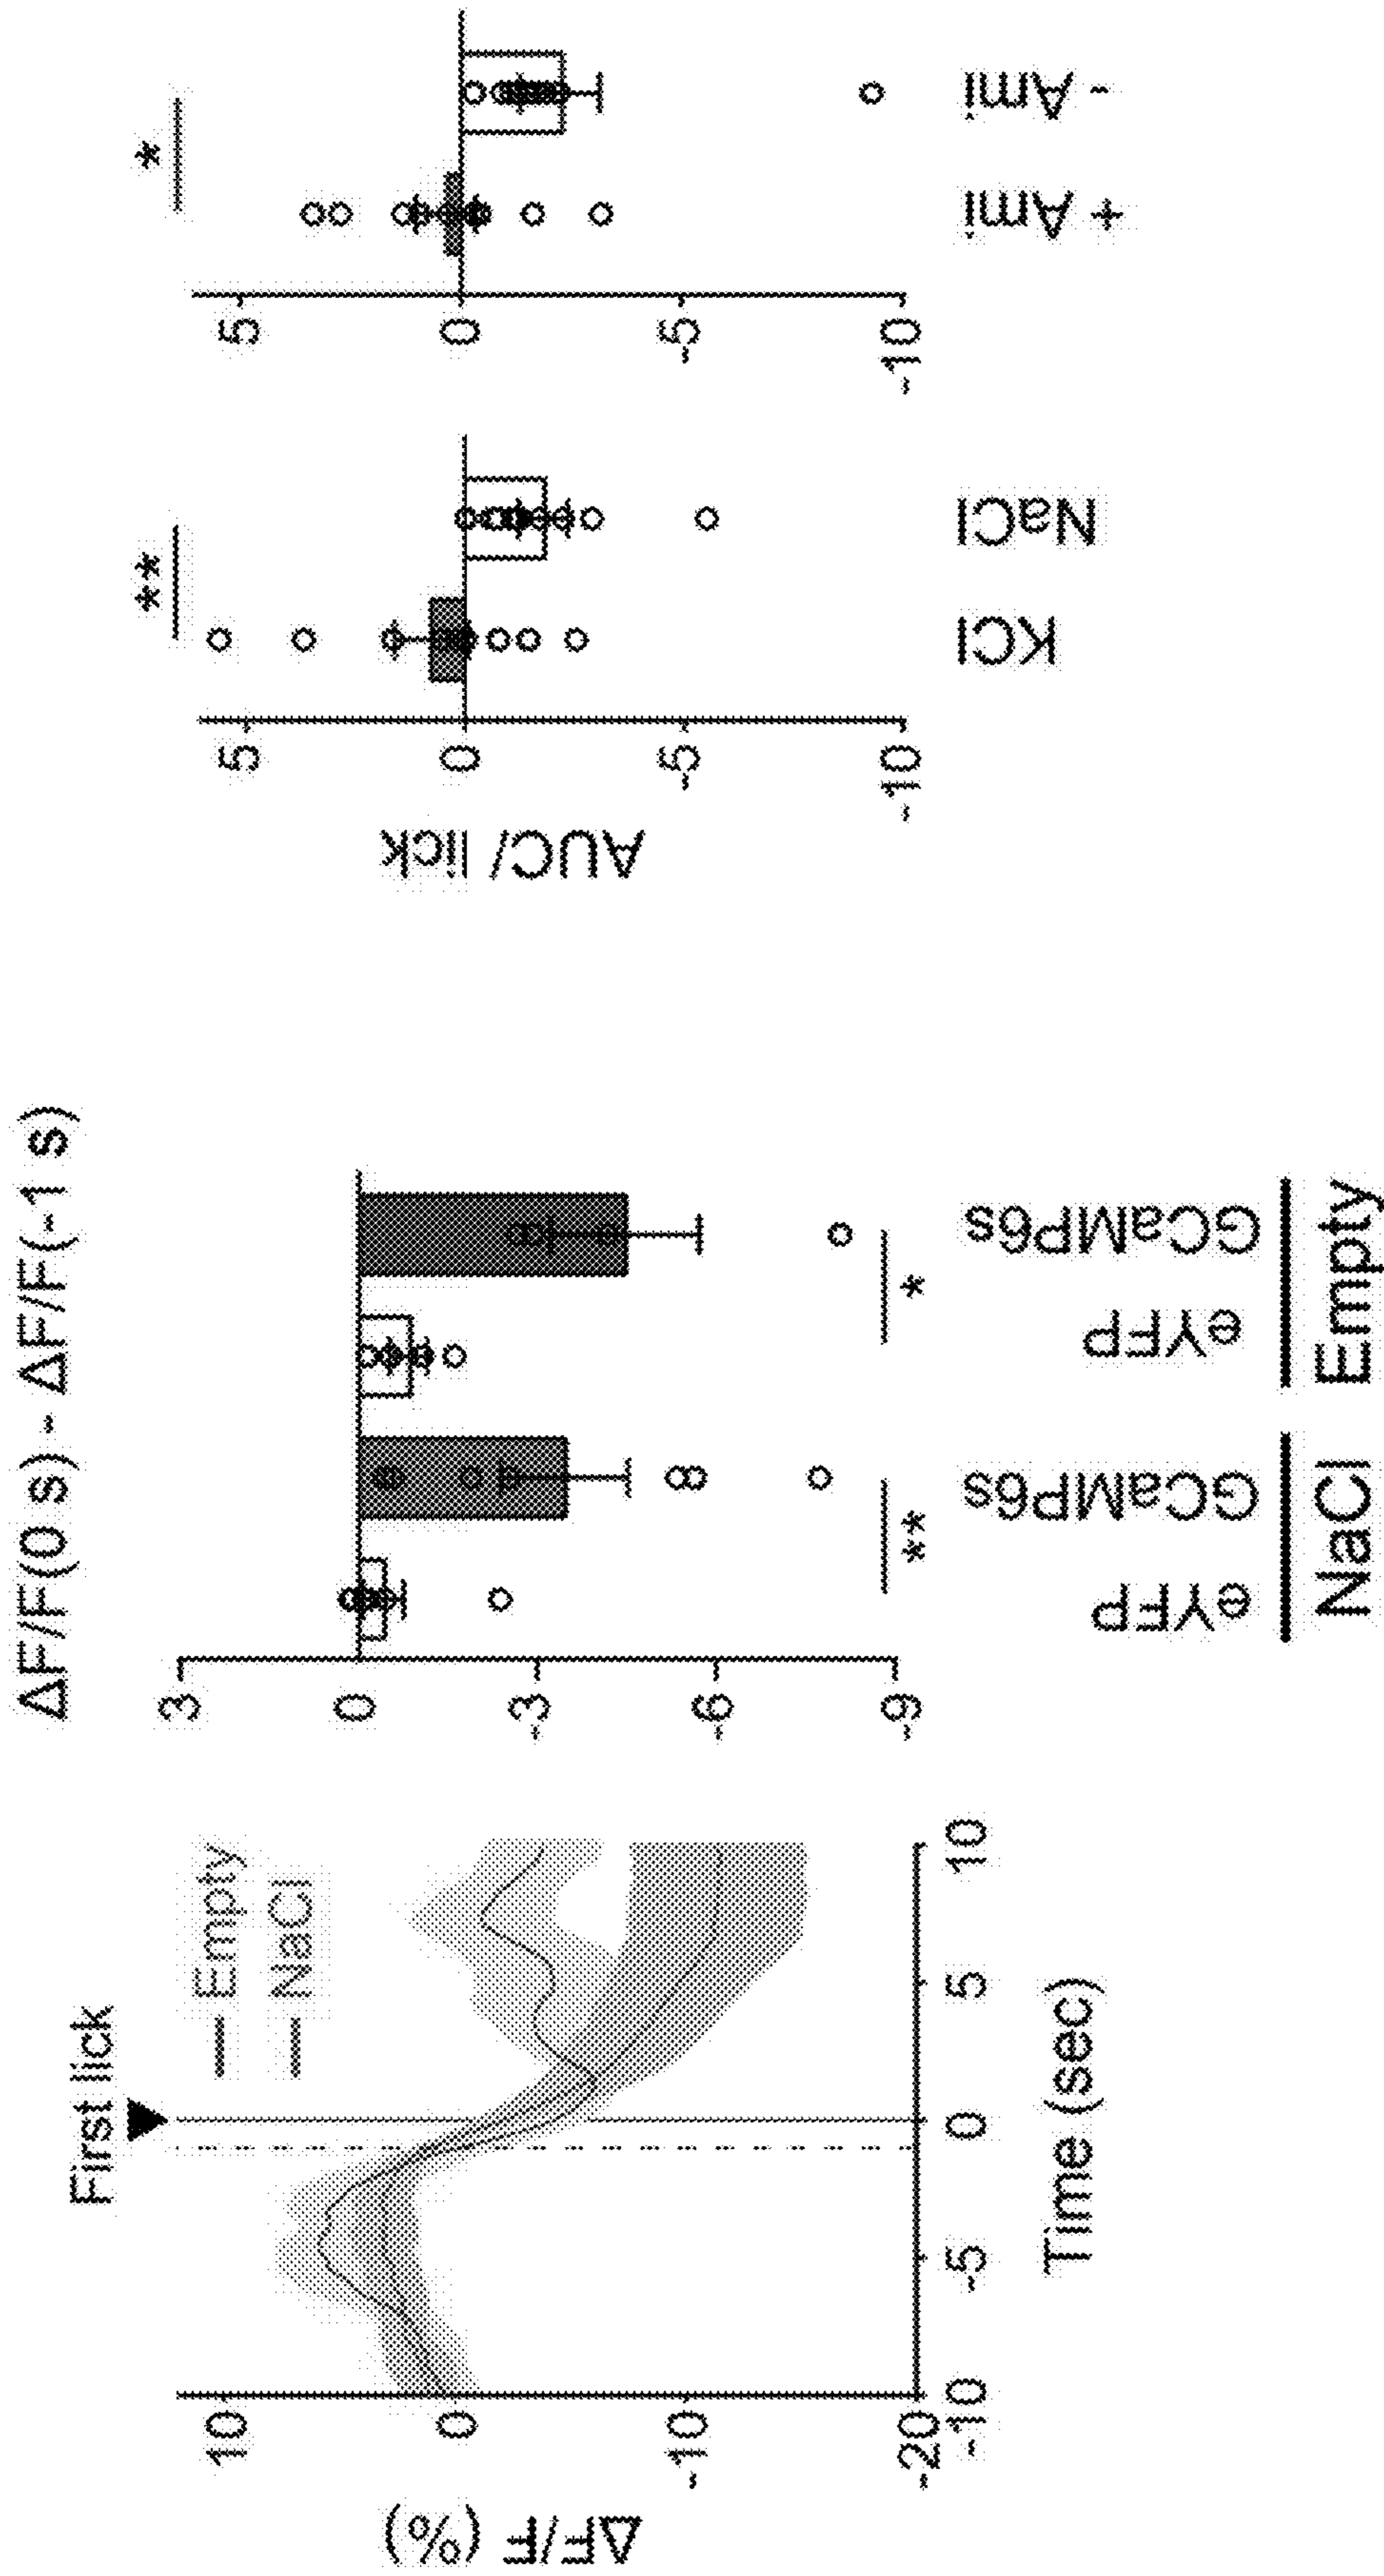 First lick
Empty
NaCl
10
0
-10
-20
ΔF/F (%)
-10
-5
0
5
10
Time (sec)
ΔF/F(0 s) - ΔF/F(-1 s)
3
0
-3
-6
-9
**
*
eYFP
GCaMP6s
eYFP
GCaMP6s
NaCl
Empty
AUC/ lick
5
0
-5
-10
**
KCl
NaCl
5
0
-5
-10
*
+ Ami
- Ami